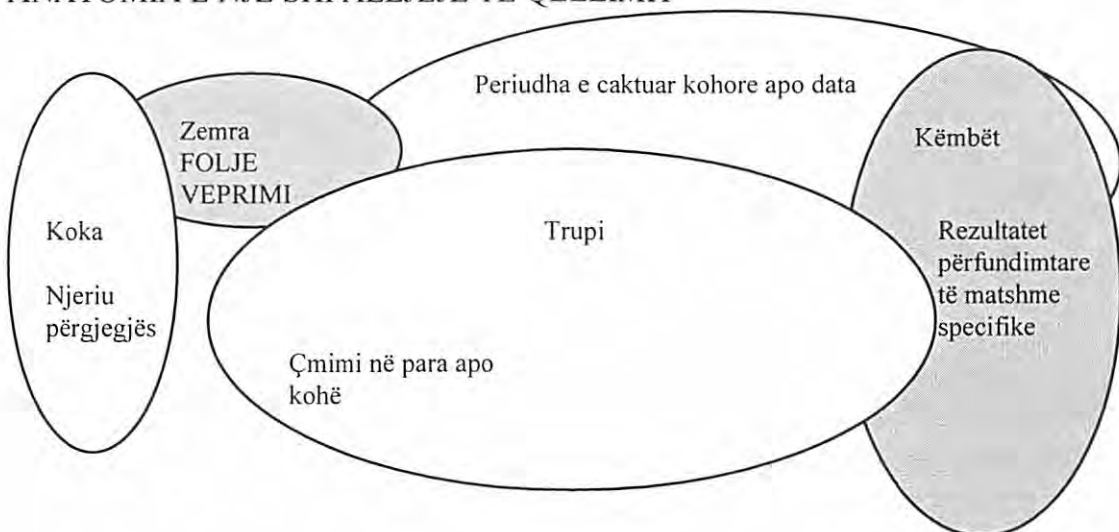 Periudha e caktuar kohore apo data
Zemra
FOLJE
VEPRIMI
Këmbët
Koka
Njeriu
përgjegjës
Trupi
Rezultatet
përfundimtare
të matshme
specifike
Çmimi në para apo
kohë